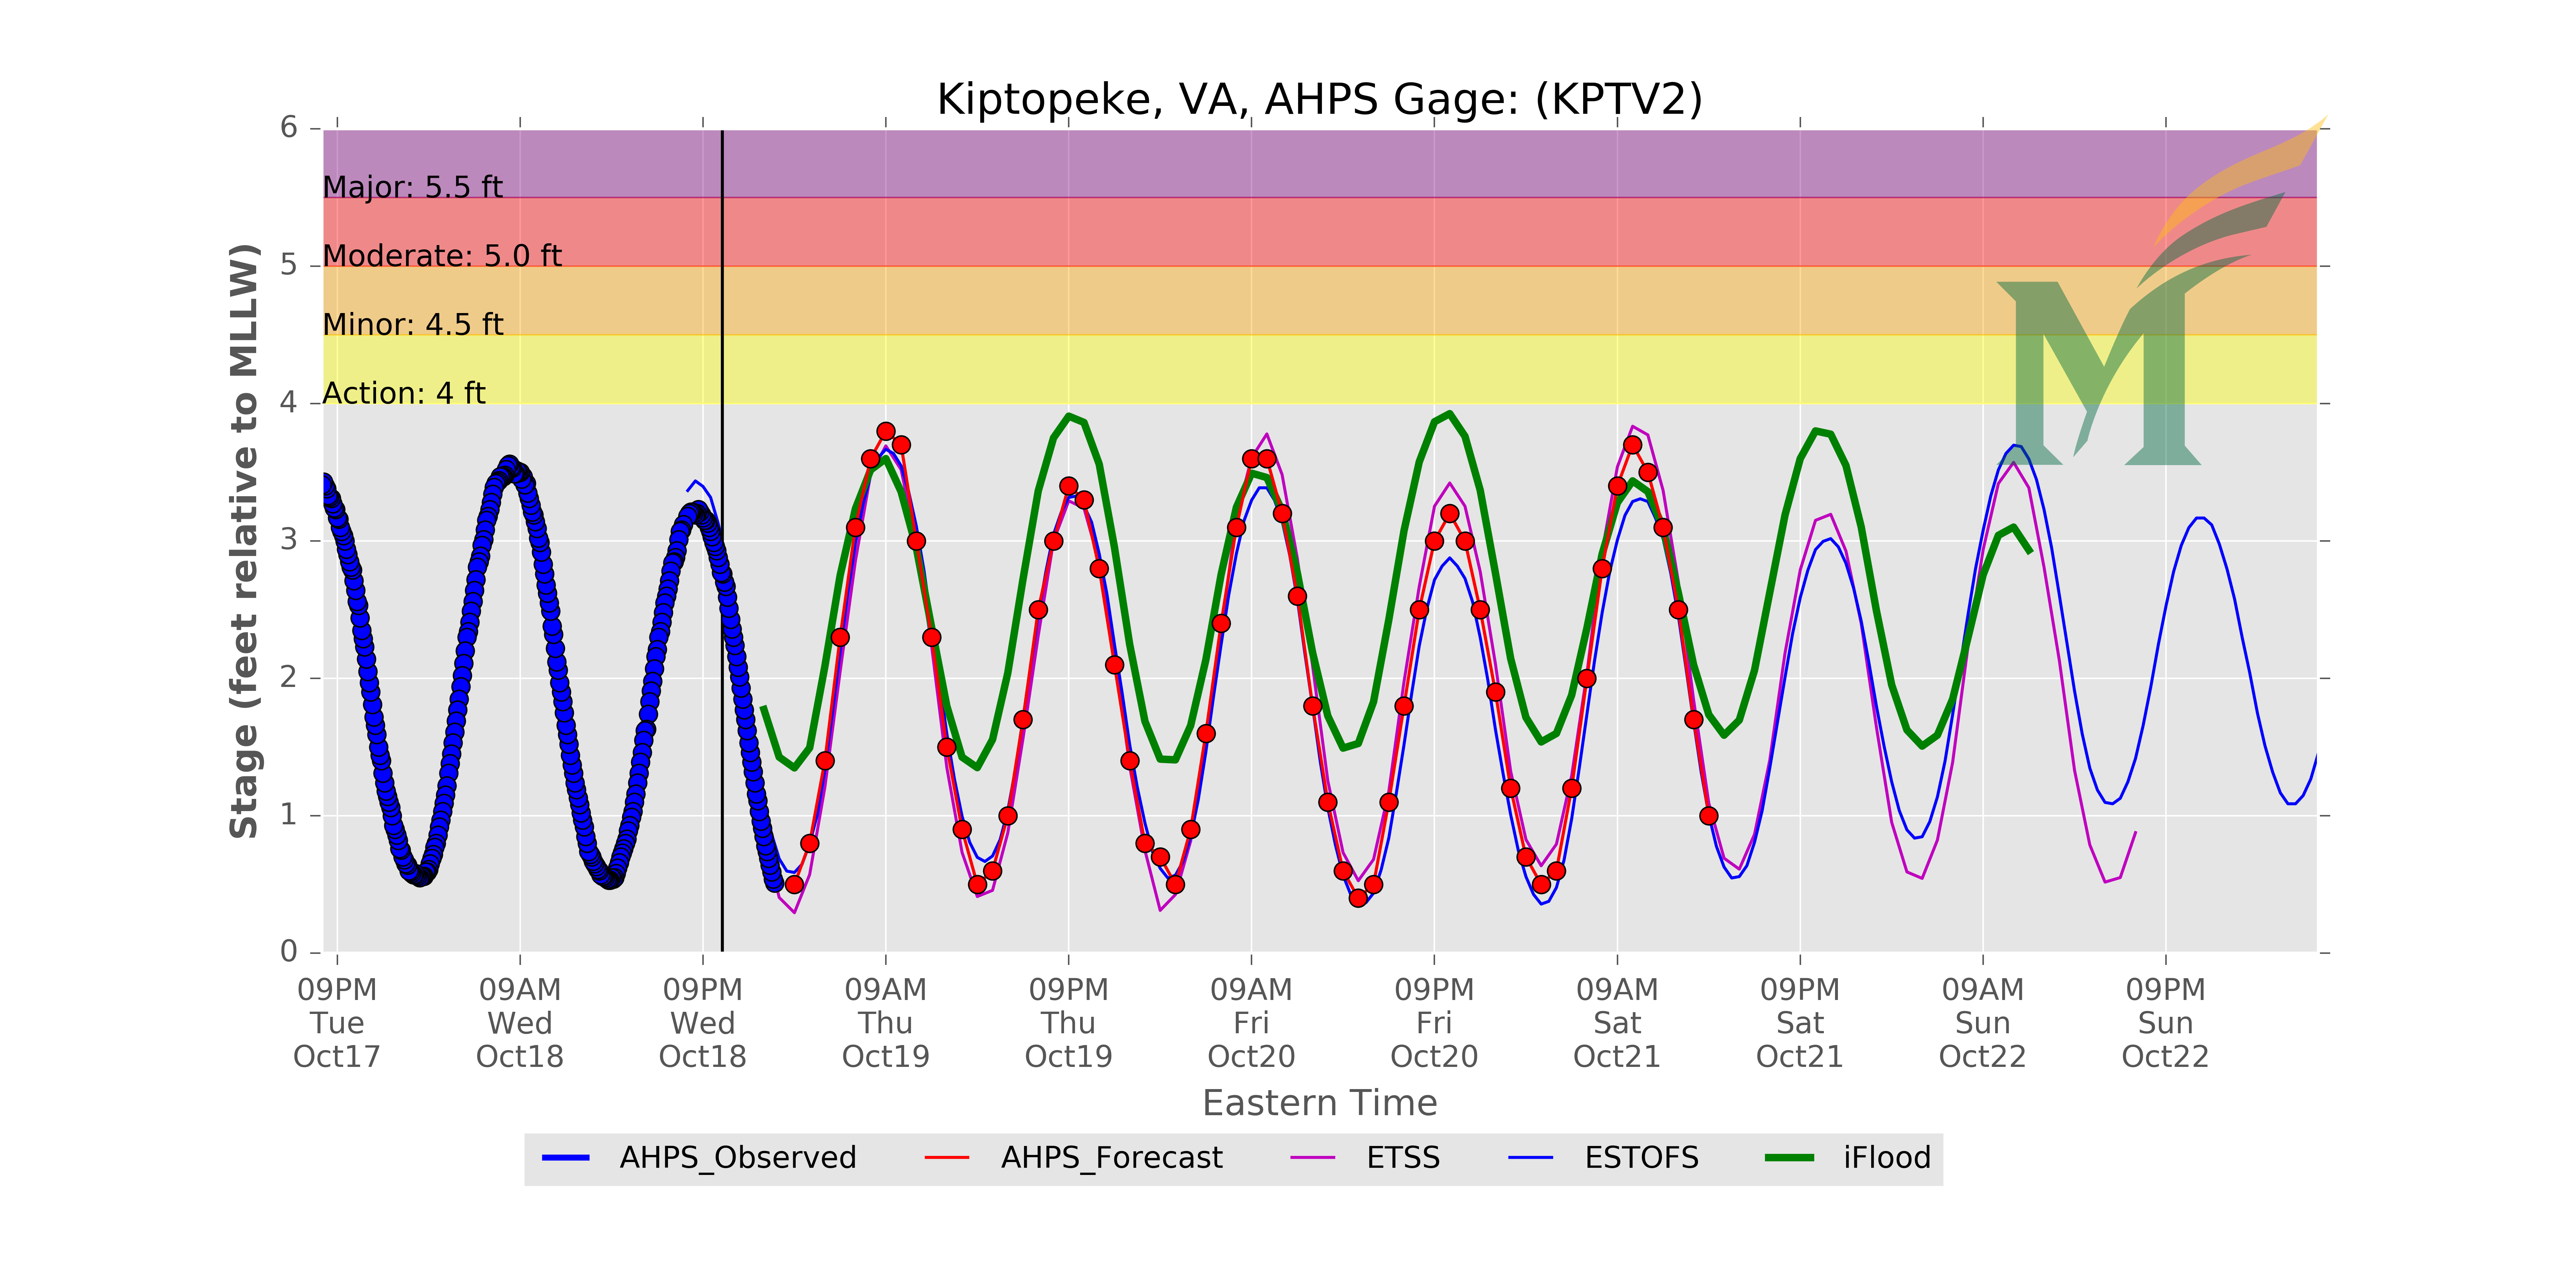 Kiptopeke, VA, AHPS Gage: (KPTV2)
Stage (feet relative to MLLW)
6
5
4
3
2
1
0
Major: 5.5 ft
Moderate: 5.0 ft
Minor: 4.5 ft
Action: 4 ft
M
09PM 09AM 09PM 09AM 09PM 09AM 09PM 09AM 09PM 09AM 09PM
Tue Wed Wed Thu Thu Fri Fri Sat Sat Sun Sun
Oct17 Oct18 Oct18 Oct19 Oct19 Oct20 Oct20 Oct21 Oct21 Oct22 Oct22
Eastern Time
AHPS_Observed AHPS_Forecast ETSS ESTOFS iFlood